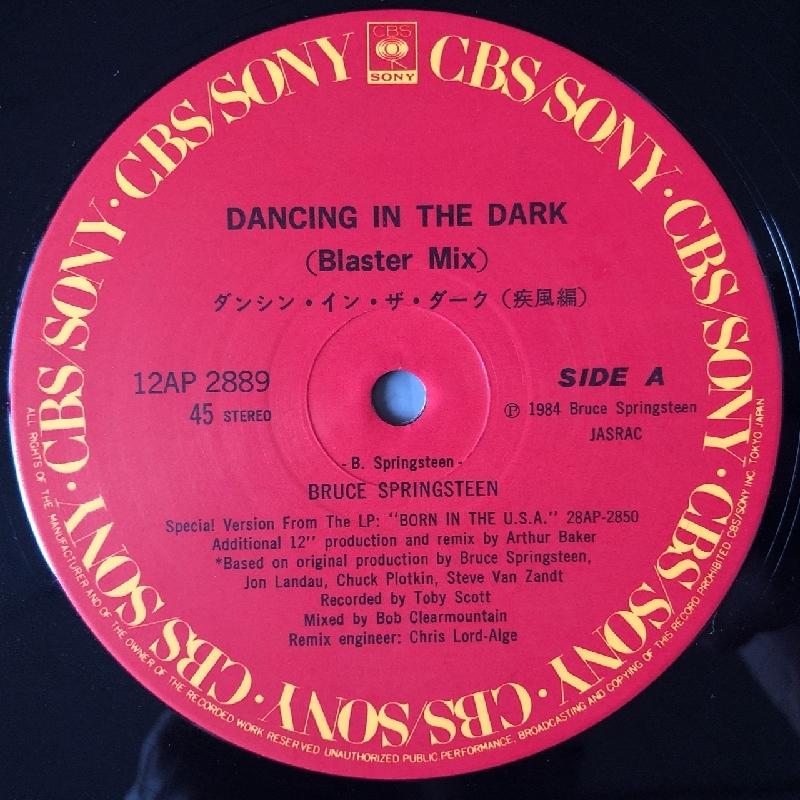 CBS
SONY
CBS/SONY · CBS/SONY · CBS/SONY · CBS/SONY · CBS/SONY · CBS/SONY · CBS/SONY · CBS/SONY · CBS/SONY
DANCING IN THE DARK
(Blaster Mix)
ダンシン・イン・ザ・ダーク（疾風編）
12AP 2889
45 STEREO
SIDE A
Ⓟ 1984 Bruce Springsteen
JASRAC
- B. Springsteen -
BRUCE SPRINGSTEEN
Special Version From The LP: "BORN IN THE U.S.A." 28AP-2850
Additional 12" production and remix by Arthur Baker
*Based on original production by Bruce Springsteen,
Jon Landau, Chuck Plotkin, Steve Van Zandt
Recorded by Toby Scott
Mixed by Bob Clearmountain
Remix engineer: Chris Lord-Alge
ALL RIGHTS OF THE MANUFACTURER AND OF THE OWNER OF THE RECORDED WORK RESERVED UNAUTHORIZED PUBLIC PERFORMANCE, BROADCASTING AND COPYING OF THIS RECORD PROHIBITED CBS/SONY INC. TOKYO JAPAN